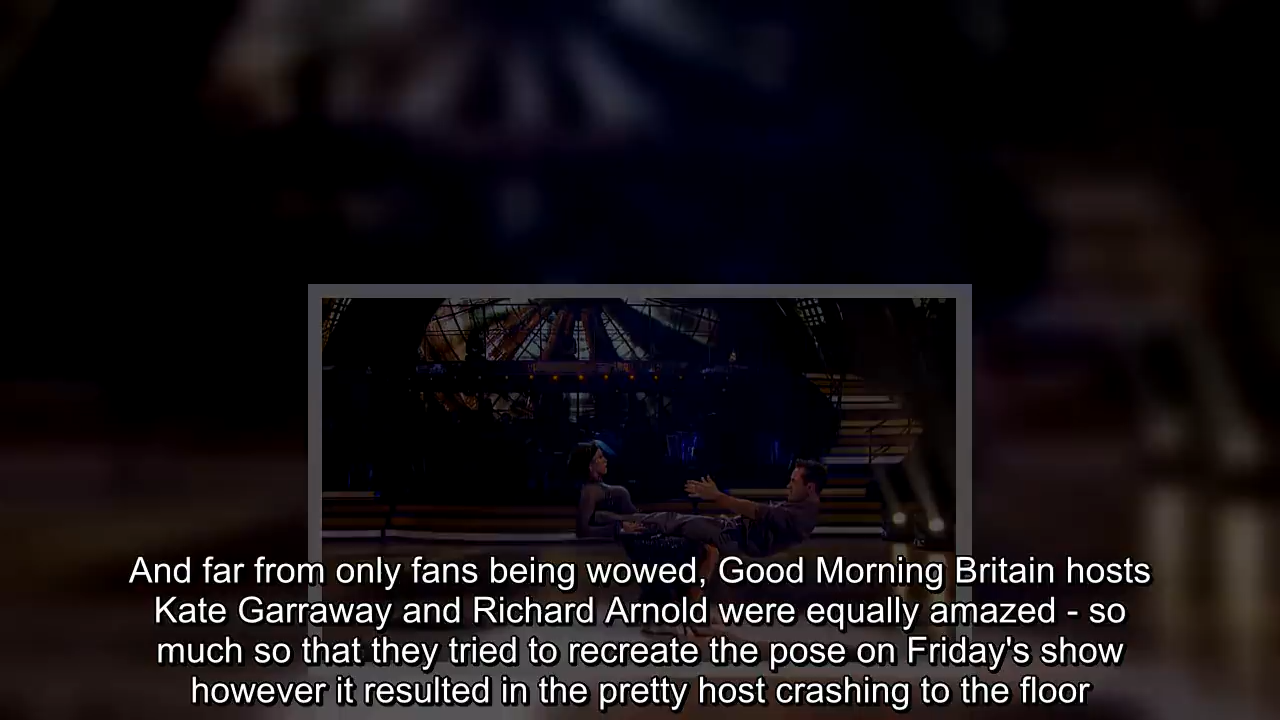 And far from only fans being wowed, Good Morning Britain hosts
Kate Garraway and Richard Arnold were equally amazed - so
much so that they tried to recreate the pose on Friday's show
however it resulted in the pretty host crashing to the floor